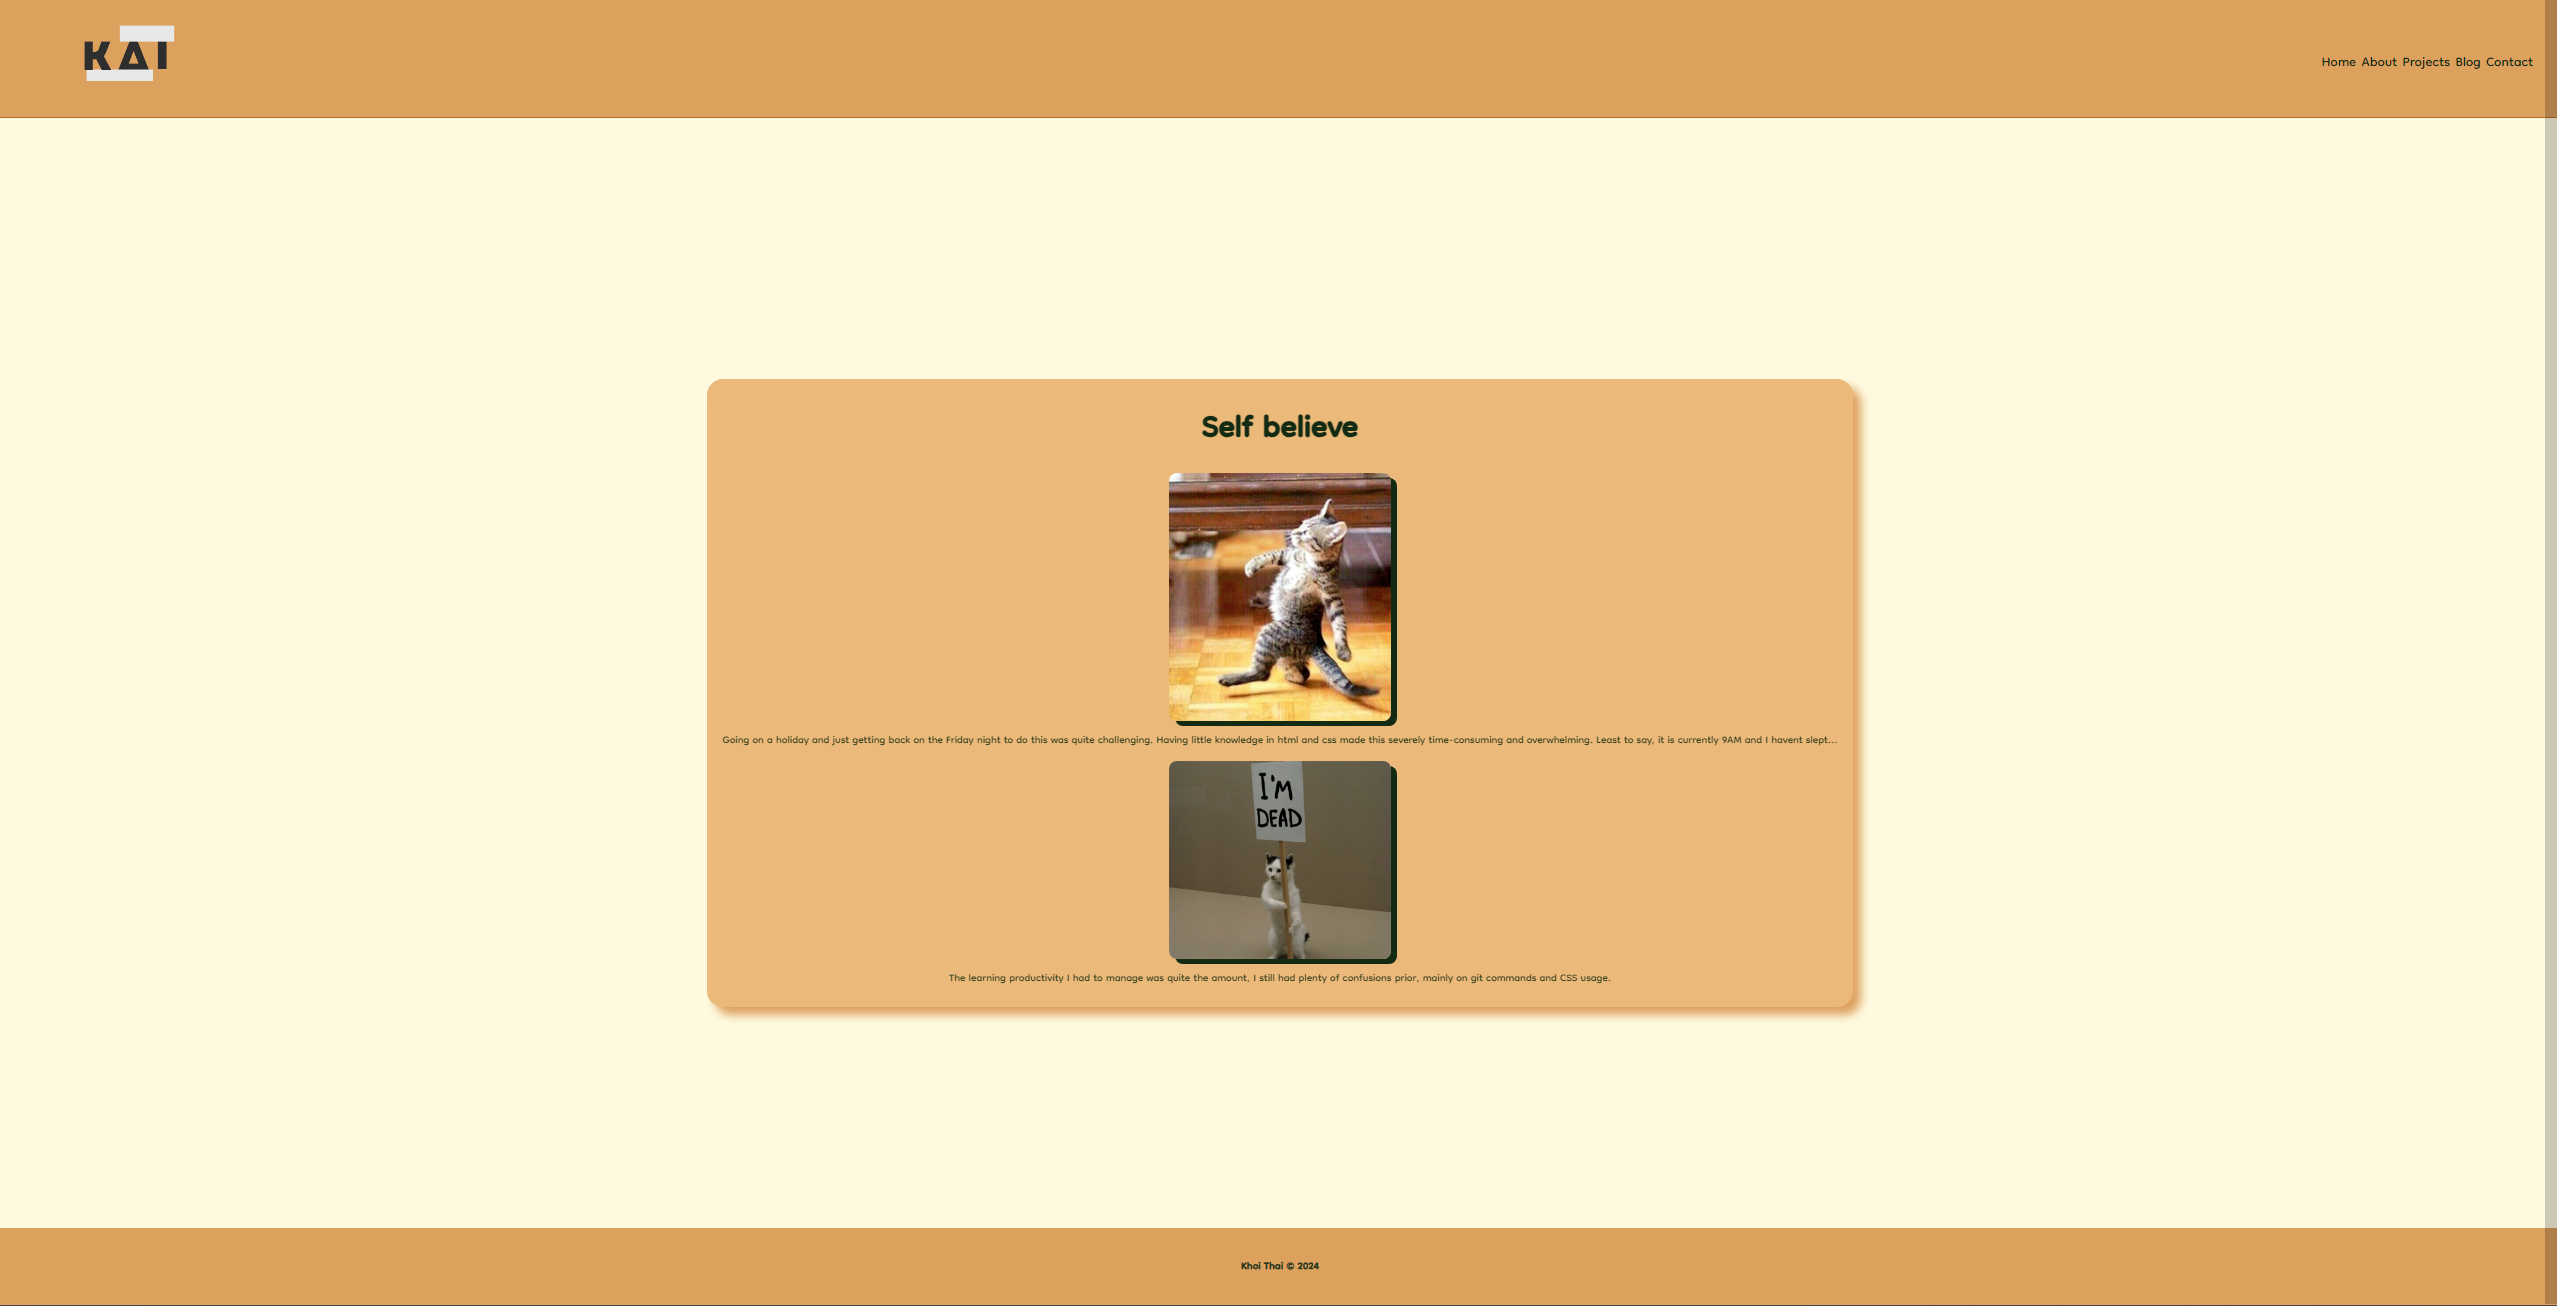 KAI
Home About Projects Blog Contact
Self believe
Going on a holiday and just getting back on the Friday night to do this was quite challenging. Having little knowledge in html and css made this severely time-consuming and overwhelming. Least to say, it is currently 9AM and I havent slept...
I'M
DEAD
The learning productivity I had to manage was quite the amount, I still had plenty of confusions prior, mainly on git commands and CSS usage.
Khoi Thai © 2024